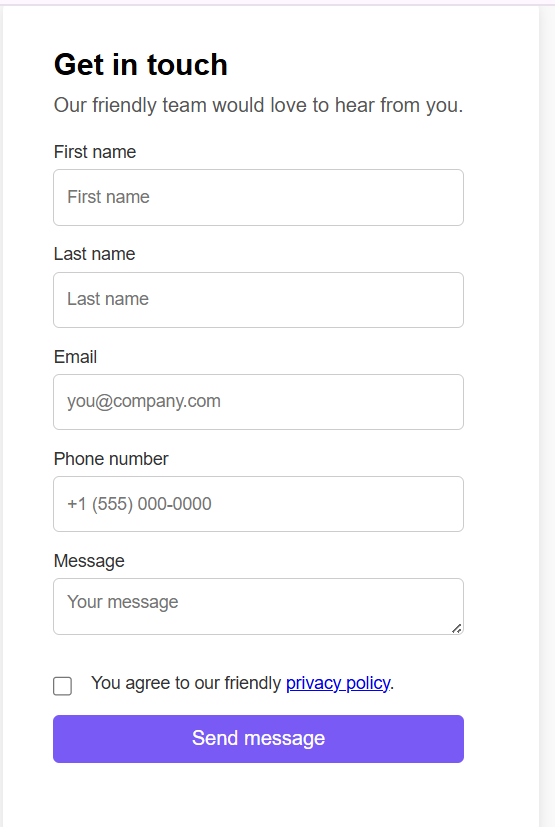 Get in touch
Our friendly team would love to hear from you.
First name
First name
Last name
Last name
Email
you@company.com
Phone number
+1 (555) 000-0000
Message
Your message
You agree to our friendly privacy policy.
Send message